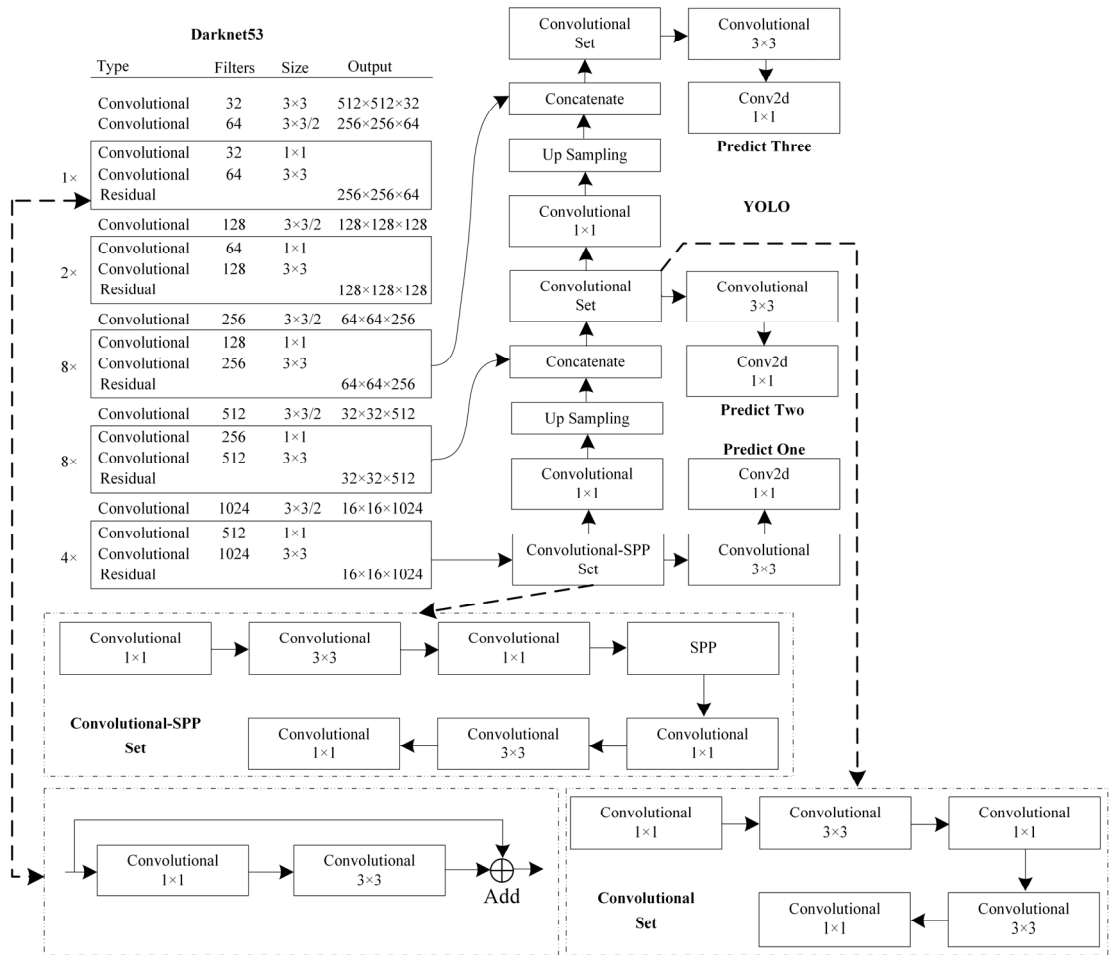 Darknet53
Type Filters Size Output
Convolutional 32 3×3 512×512×32
Convolutional 64 3×3/2 256×256×64
1×
Convolutional 32 1×1
Convolutional 64 3×3
Residual 256×256×64
Convolutional 128 3×3/2 128×128×128
2×
Convolutional 64 1×1
Convolutional 128 3×3
Residual 128×128×128
Convolutional 256 3×3/2 64×64×256
8×
Convolutional 128 1×1
Convolutional 256 3×3
Residual 64×64×256
Convolutional 512 3×3/2 32×32×512
8×
Convolutional 256 1×1
Convolutional 512 3×3
Residual 32×32×512
Convolutional 1024 3×3/2 16×16×1024
4×
Convolutional 512 1×1
Convolutional 1024 3×3
Residual 16×16×1024
Convolutional
Set
Convolutional
3×3
Concatenate
Conv2d
1×1
Predict Three
Up Sampling
Convolutional
1×1
YOLO
Convolutional
Set
Convolutional
3×3
Concatenate
Conv2d
1×1
Predict Two
Up Sampling
Predict One
Convolutional
1×1
Conv2d
1×1
Convolutional-SPP
Set
Convolutional
3×3
Convolutional
1×1
Convolutional
3×3
Convolutional
1×1
SPP
Convolutional-SPP
Set
Convolutional
1×1
Convolutional
3×3
Convolutional
1×1
Convolutional
1×1
Convolutional
3×3
Add
Convolutional
1×1
Convolutional
3×3
Convolutional
1×1
Convolutional
Set
Convolutional
1×1
Convolutional
3×3